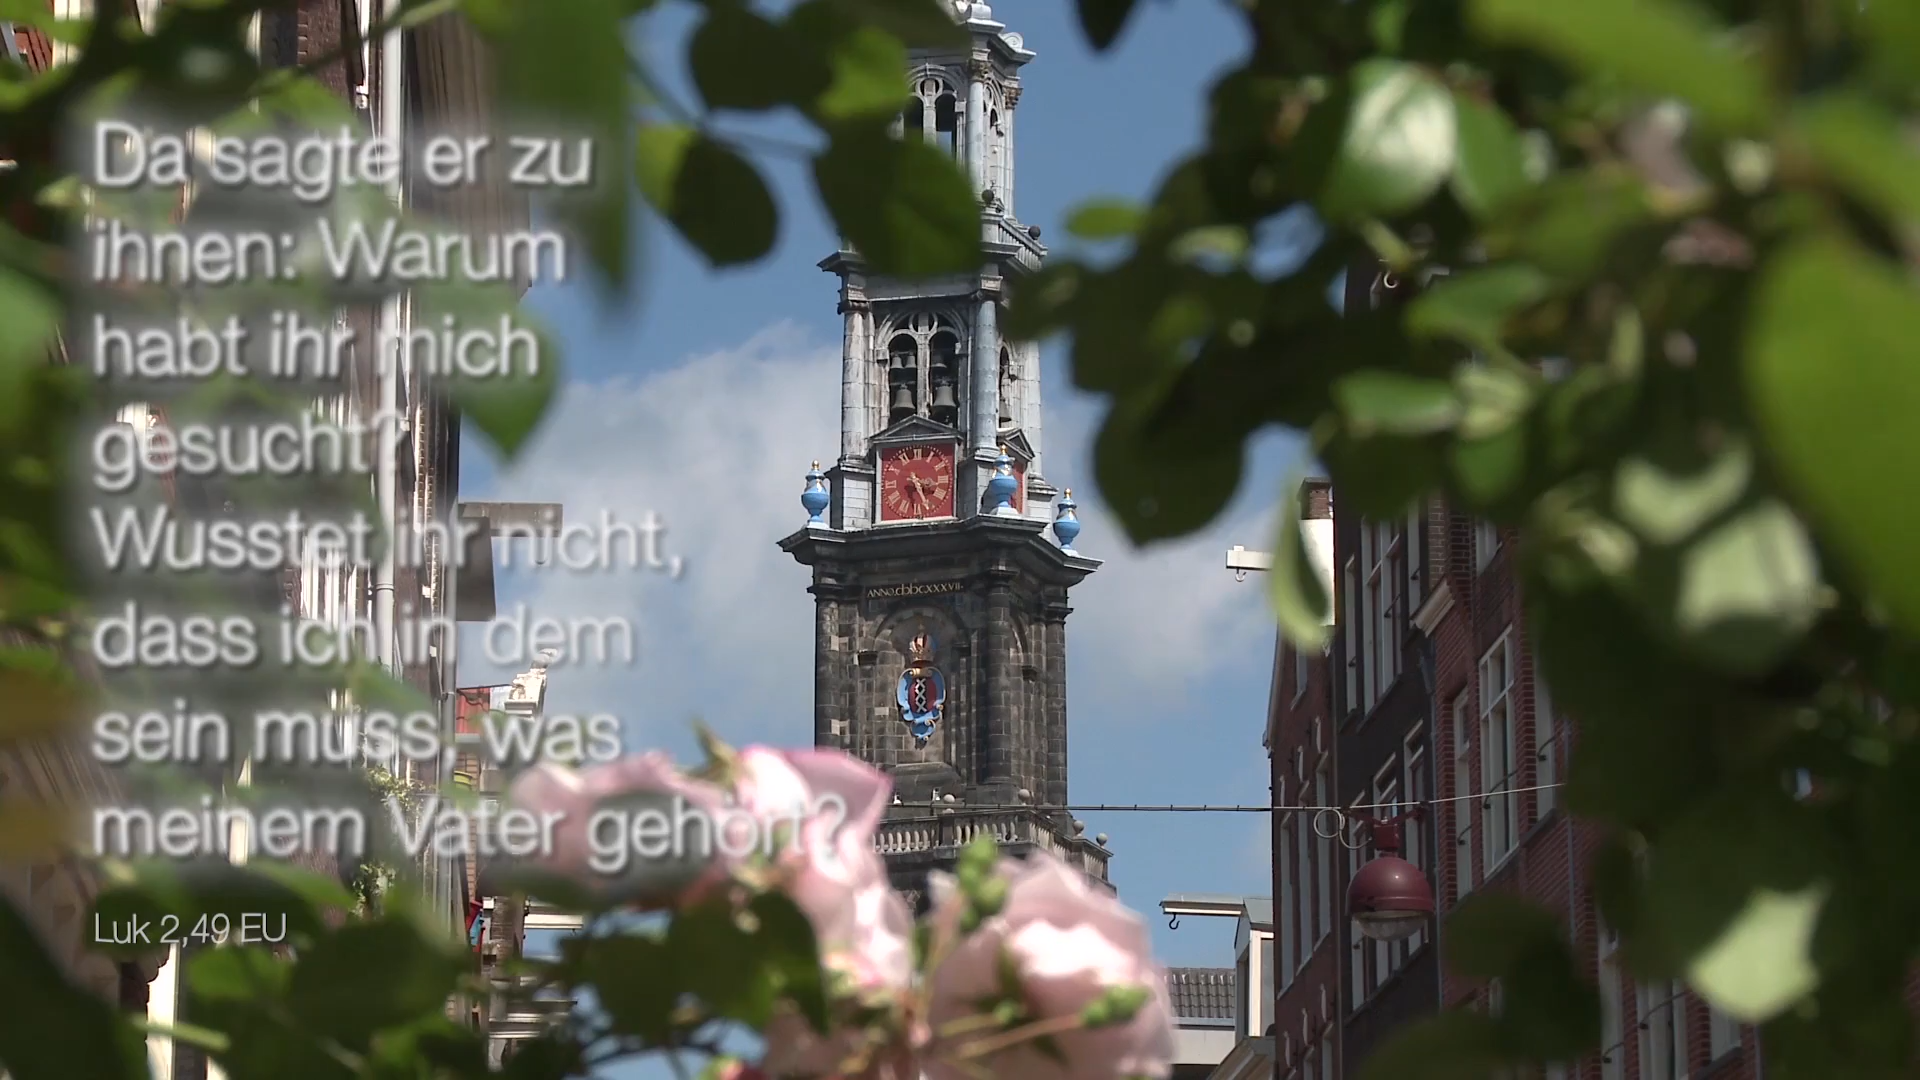 Da sagte er zu
ihnen: Warum
habt ihr mich
gesucht?
Wusstet ihr nicht,
dass ich in dem
sein muss, was
meinem Vater gehört?
Luk 2,49 EU